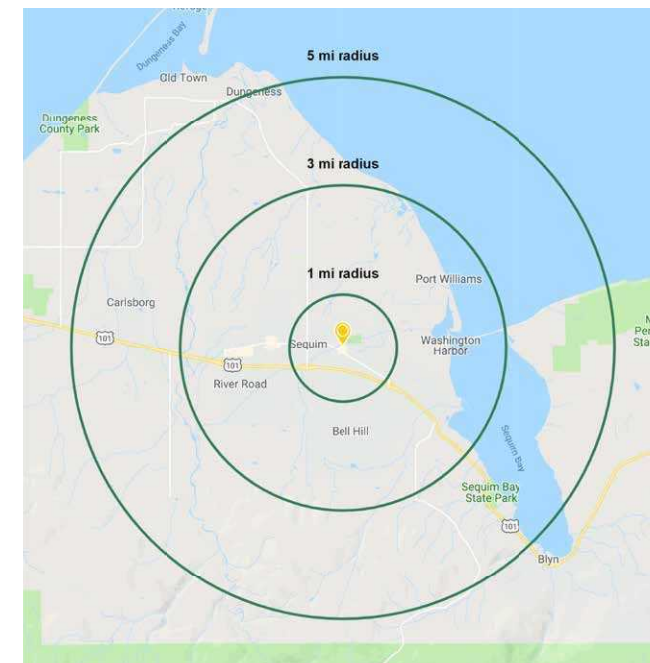 Dungeness Bay
5 mi radius
Old Town
Dungeness
Dungeness
County Park
3 mi radius
1 mi radius
Port Williams
Carlsborg
101
Sequim
Washington
Harbor
101
River Road
Bell Hill
Sequim Bay
Sequim Bay
State Park
101
Blyn